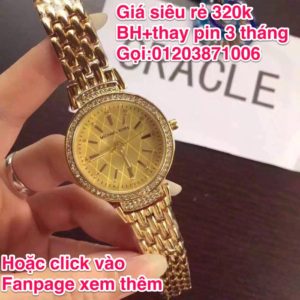 Giá siêu rẻ 320k
BH+thay pin 3 tháng
Gọi:01203871006
ORACLE
Hoặc click vào
Fanpage xem thêm